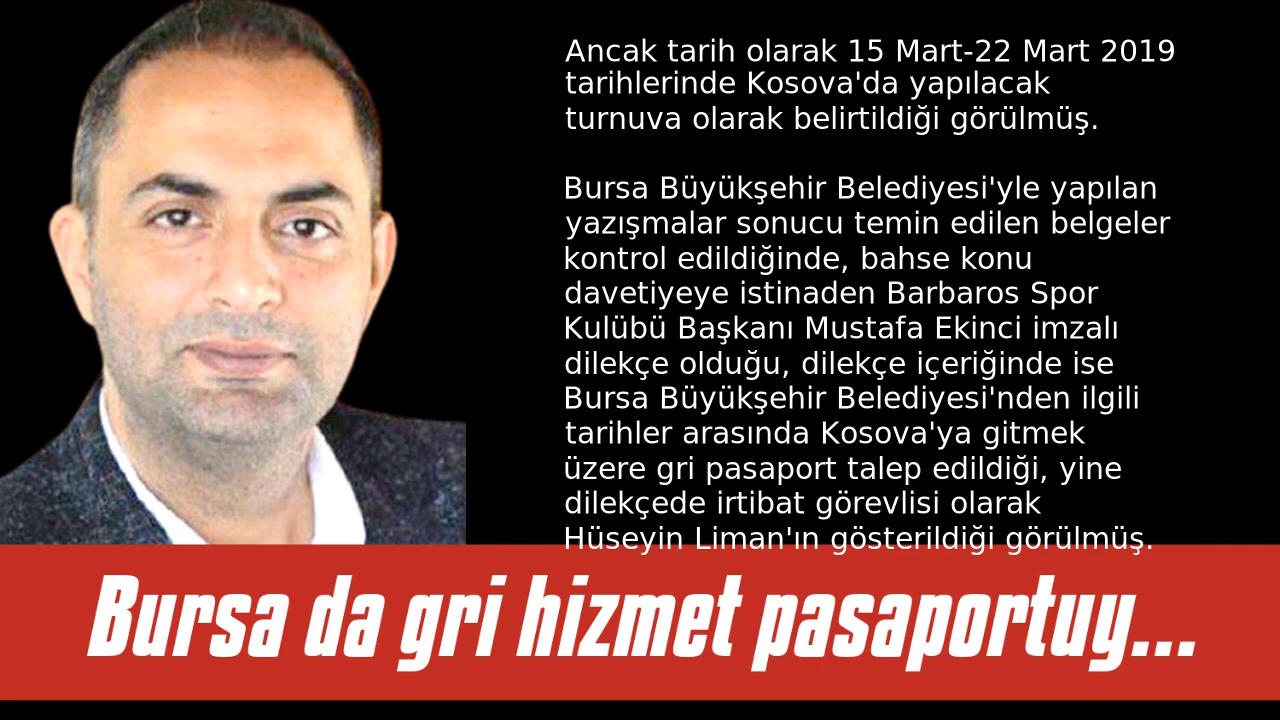 Ancak tarih olarak 15 Mart-22 Mart 2019
tarihlerinde Kosova'da yapılacak
turnuva olarak belirtildiği görülmüş.
Bursa Büyükşehir Belediyesi'yle yapılan
yazışmalar sonucu temin edilen belgeler
kontrol edildiğinde, bahse konu
davetiyeye istinaden Barbaros Spor
Kulübü Başkanı Mustafa Ekinci imzalı
dilekçe olduğu, dilekçe içeriğinde ise
Bursa Büyükşehir Belediyesi'nden ilgili
tarihler arasında Kosova'ya gitmek
üzere gri pasaport talep edildiği, yine
dilekçede irtibat görevlisi olarak
Hüseyin Liman'ın gösterildiği görülmüş.
Bursa da gri hizmet pasaportuy...